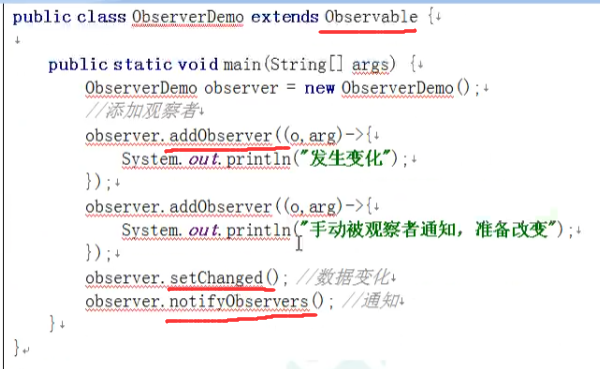 public class ObserverDemo extends Observable {
public static void main(String[] args) {
ObserverDemo observer = new ObserverDemo();
//添加观察者
observer.addObserver((o,arg)->{
System.out.println("发生变化");
});
observer.addObserver((o,arg)->{
System.out.println("手动被观察者通知，准备改变");
});
observer.setChanged(); //数据变化
observer.notifyObservers(); //通知
}
}